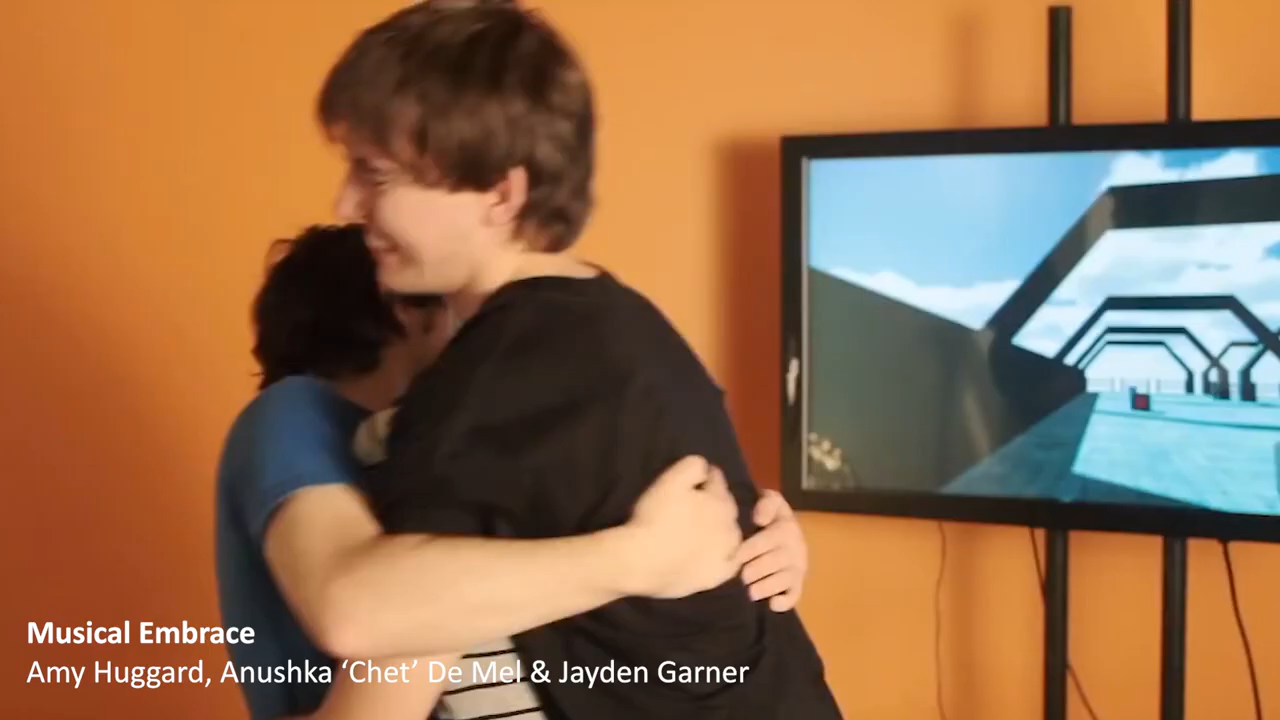 Musical Embrace
Amy Huggard, Anushka ‘Chet’ De Mel & Jayden Garner